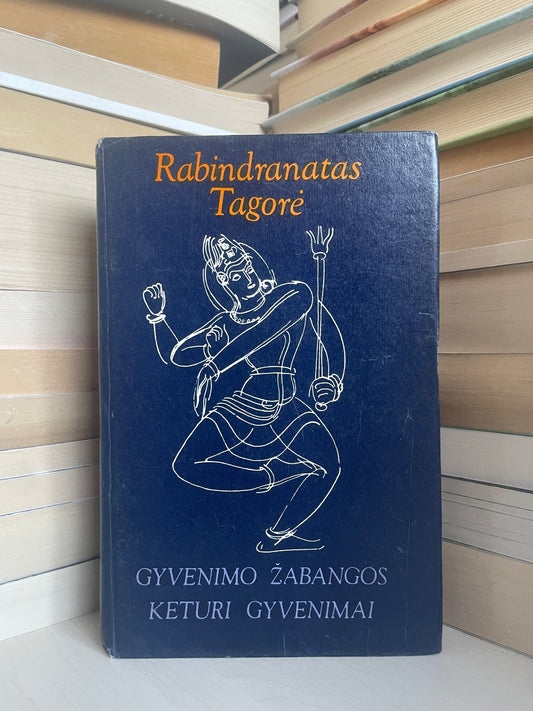 Rabindranatas
Tagorė
GYVENIMO ŽABANGOS
KETURI GYVENIMAI